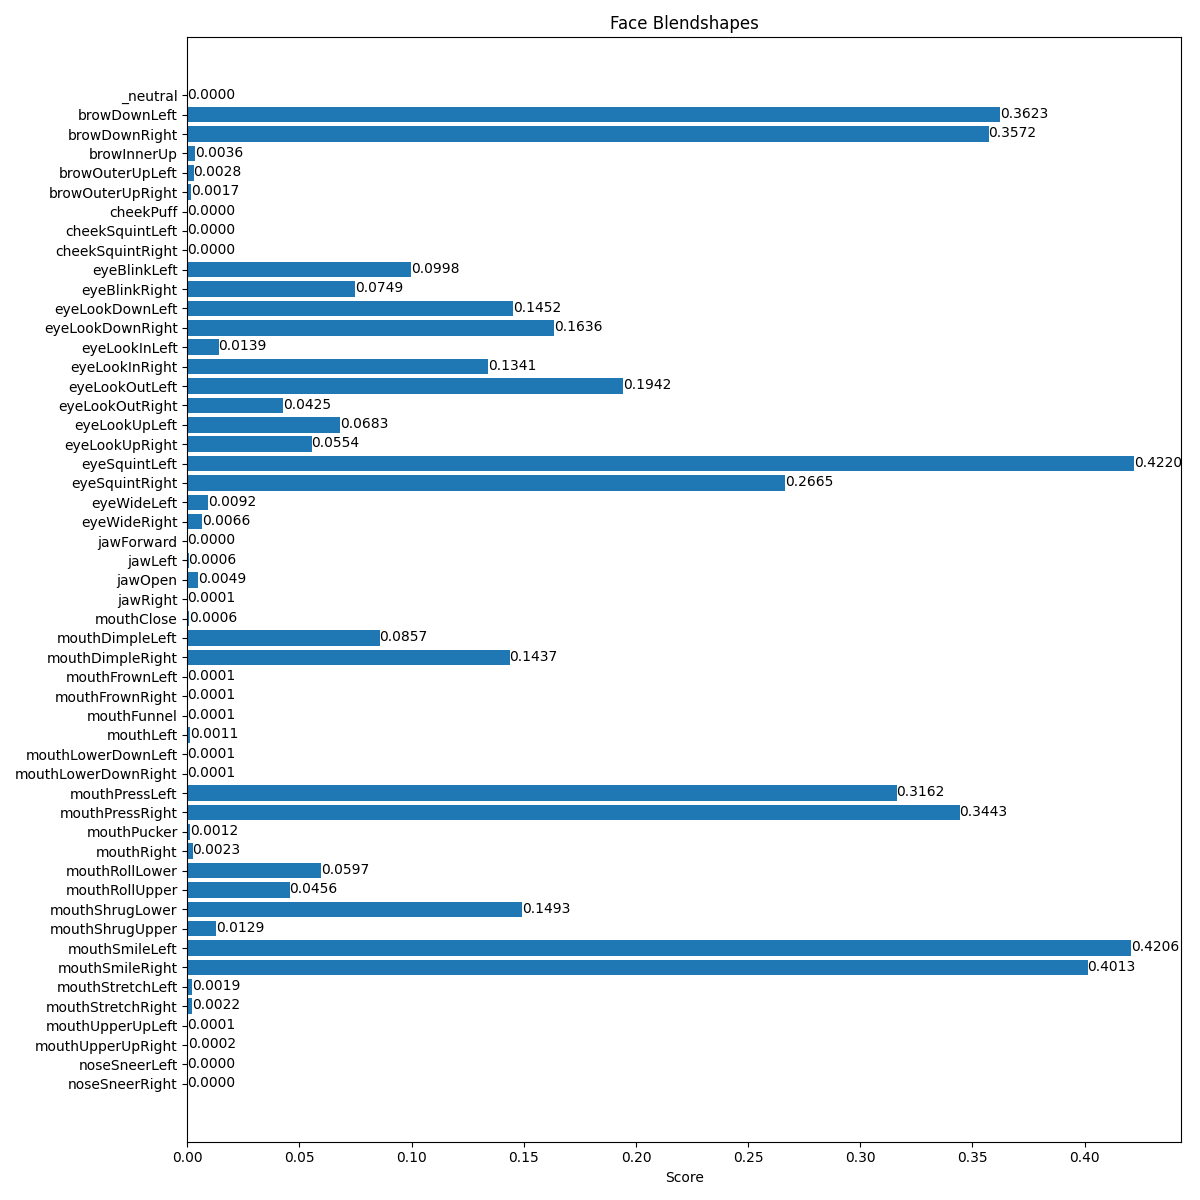 Face Blendshapes
_neutral 0.0000
browDownLeft 0.3623
browDownRight 0.3572
browInnerUp 0.0036
browOuterUpLeft 0.0028
browOuterUpRight 0.0017
cheekPuff 0.0000
cheekSquintLeft 0.0000
cheekSquintRight 0.0000
eyeBlinkLeft 0.0998
eyeBlinkRight 0.0749
eyeLookDownLeft 0.1452
eyeLookDownRight 0.1636
eyeLookInLeft 0.0139
eyeLookInRight 0.1341
eyeLookOutLeft 0.1942
eyeLookOutRight 0.0425
eyeLookUpLeft 0.0683
eyeLookUpRight 0.0554
eyeSquintLeft 0.4220
eyeSquintRight 0.2665
eyeWideLeft 0.0092
eyeWideRight 0.0066
jawForward 0.0000
jawLeft 0.0006
jawOpen 0.0049
jawRight 0.0001
mouthClose 0.0006
mouthDimpleLeft 0.0857
mouthDimpleRight 0.1437
mouthFrownLeft 0.0001
mouthFrownRight 0.0001
mouthFunnel 0.0001
mouthLeft 0.0011
mouthLowerDownLeft 0.0001
mouthLowerDownRight 0.0001
mouthPressLeft 0.3162
mouthPressRight 0.3443
mouthPucker 0.0012
mouthRight 0.0023
mouthRollLower 0.0597
mouthRollUpper 0.0456
mouthShrugLower 0.1493
mouthShrugUpper 0.0129
mouthSmileLeft 0.4206
mouthSmileRight 0.4013
mouthStretchLeft 0.0019
mouthStretchRight 0.0022
mouthUpperUpLeft 0.0001
mouthUpperUpRight 0.0002
noseSneerLeft 0.0000
noseSneerRight 0.0000
0.00 0.05 0.10 0.15 0.20 0.25 0.30 0.35 0.40
Score